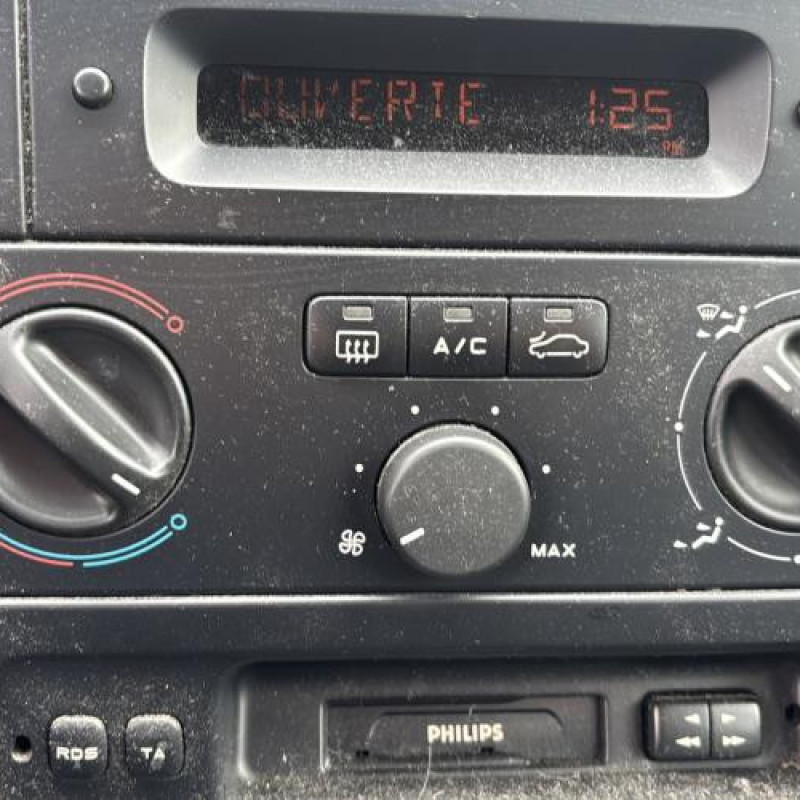 OUVERTE 1:25
PM
A/C
MAX
PHILIPS
RDS TA